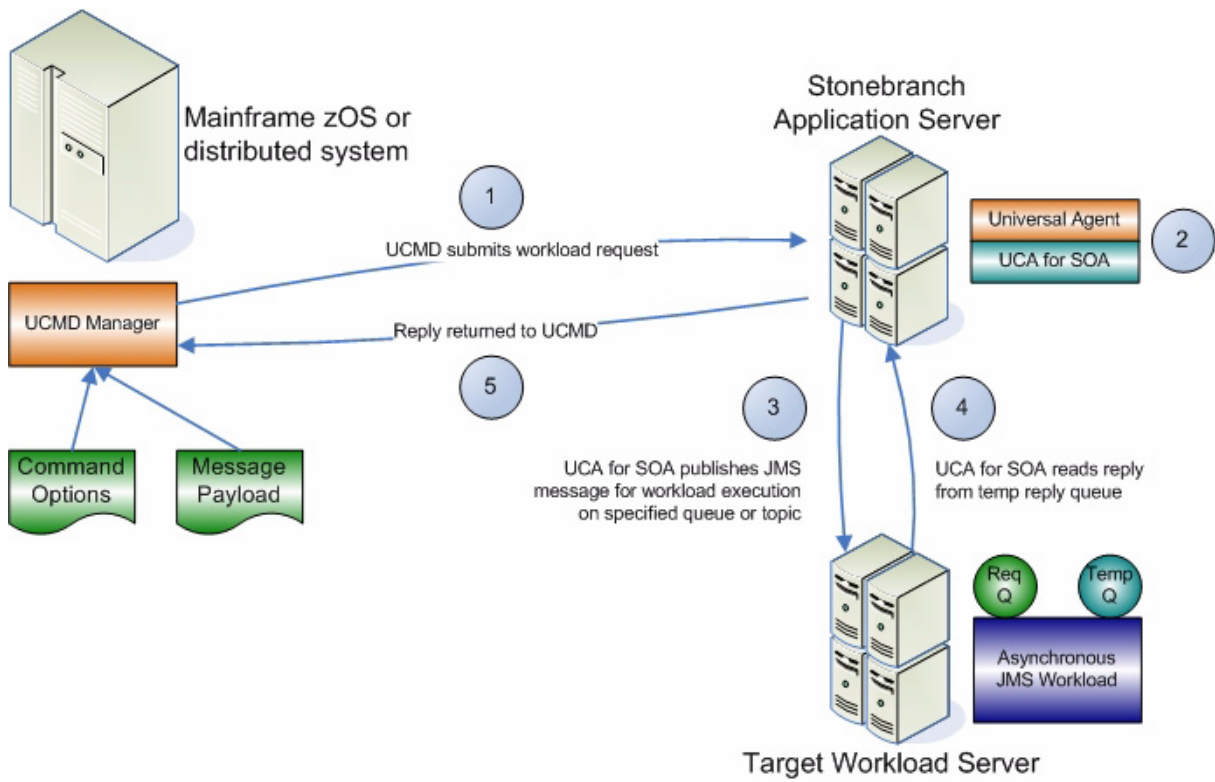 Mainframe zOS or
distributed system
Stonebranch
Application Server
1
UCMD submits workload request
Universal Agent
UCA for SOA
2
UCMD Manager
Reply returned to UCMD
5
3
4
Command
Options
Message
Payload
UCA for SOA publishes JMS
message for workload execution
on specified queue or topic
UCA for SOA reads reply
from temp reply queue
Req
Q
Temp
Q
Asynchronous
JMS Workload
Target Workload Server